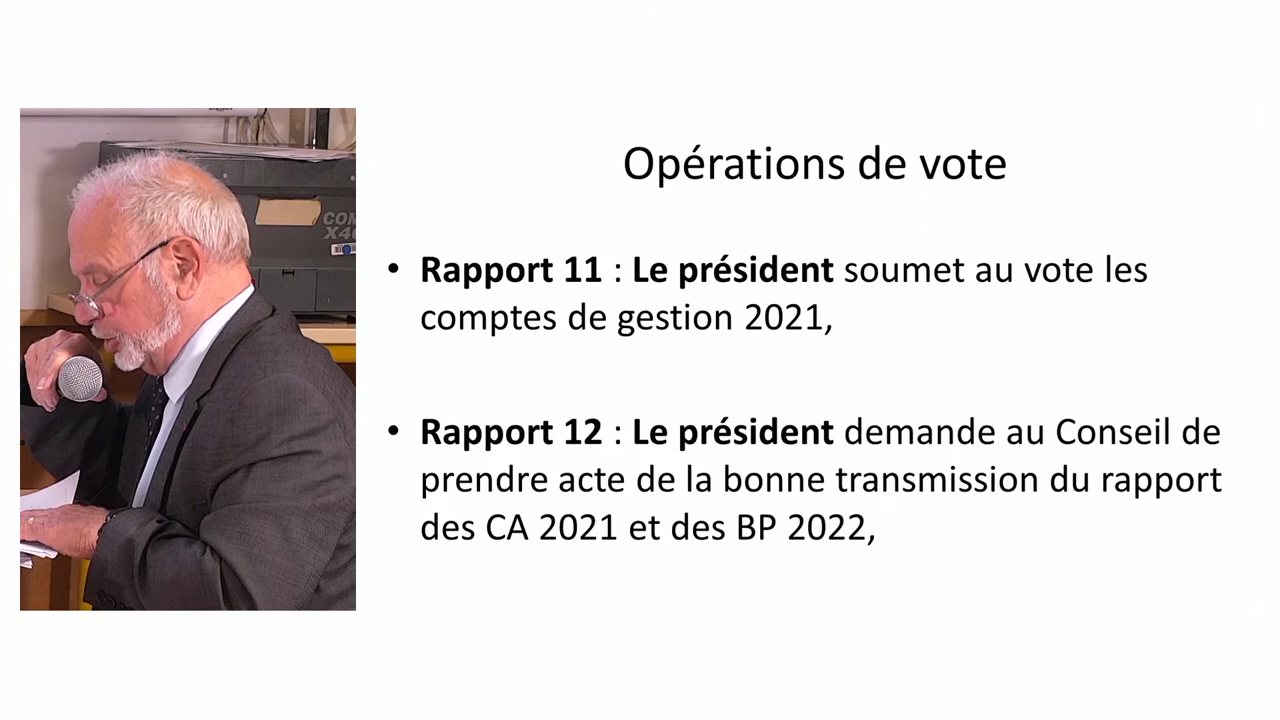 Opérations de vote
• Rapport 11 : Le président soumet au vote les
comptes de gestion 2021,
• Rapport 12 : Le président demande au Conseil de
prendre acte de la bonne transmission du rapport
des CA 2021 et des BP 2022,